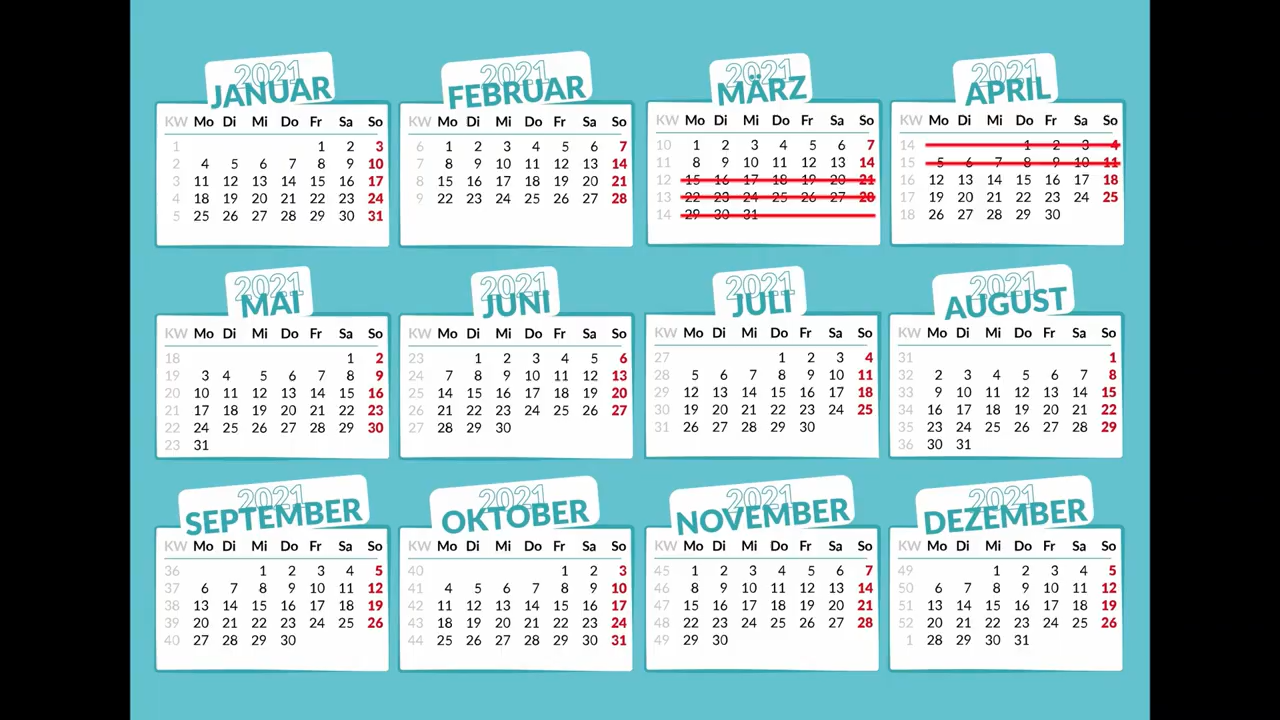 2021
JANUAR
KW Mo Di Mi Do Fr Sa So
1 1 2 3
2 4 5 6 7 8 9 10
3 11 12 13 14 15 16 17
4 18 19 20 21 22 23 24
5 25 26 27 28 29 30 31
2021
FEBRUAR
KW Mo Di Mi Do Fr Sa So
6 1 2 3 4 5 6 7
7 8 9 10 11 12 13 14
8 15 16 17 18 19 20 21
9 22 23 24 25 26 27 28
2021
MÄRZ
KW Mo Di Mi Do Fr Sa So
10 1 2 3 4 5 6 7
11 8 9 10 11 12 13 14
12 15 16 17 18 19 20 21
13 22 23 24 25 26 27 28
14 29 30 31
2021
APRIL
KW Mo Di Mi Do Fr Sa So
14 1 2 3 4
15 5 6 7 8 9 10 11
16 12 13 14 15 16 17 18
17 19 20 21 22 23 24 25
18 26 27 28 29 30
2021
MAI
KW Mo Di Mi Do Fr Sa So
18 1 2
19 3 4 5 6 7 8 9
20 10 11 12 13 14 15 16
21 17 18 19 20 21 22 23
22 24 25 26 27 28 29 30
23 31
2021
JUNI
KW Mo Di Mi Do Fr Sa So
23 1 2 3 4 5 6
24 7 8 9 10 11 12 13
25 14 15 16 17 18 19 20
26 21 22 23 24 25 26 27
27 28 29 30
2021
JULI
KW Mo Di Mi Do Fr Sa So
27 1 2 3 4
28 5 6 7 8 9 10 11
29 12 13 14 15 16 17 18
30 19 20 21 22 23 24 25
31 26 27 28 29 30
2021
AUGUST
KW Mo Di Mi Do Fr Sa So
31 1
32 2 3 4 5 6 7 8
33 9 10 11 12 13 14 15
34 16 17 18 19 20 21 22
35 23 24 25 26 27 28 29
36 30 31
2021
SEPTEMBER
KW Mo Di Mi Do Fr Sa So
36 1 2 3 4 5
37 6 7 8 9 10 11 12
38 13 14 15 16 17 18 19
39 20 21 22 23 24 25 26
40 27 28 29 30
2021
OKTOBER
KW Mo Di Mi Do Fr Sa So
40 1 2 3
41 4 5 6 7 8 9 10
42 11 12 13 14 15 16 17
43 18 19 20 21 22 23 24
44 25 26 27 28 29 30 31
2021
NOVEMBER
KW Mo Di Mi Do Fr Sa So
45 1 2 3 4 5 6 7
46 8 9 10 11 12 13 14
47 15 16 17 18 19 20 21
48 22 23 24 25 26 27 28
49 29 30
2021
DEZEMBER
KW Mo Di Mi Do Fr Sa So
49 1 2 3 4 5
50 6 7 8 9 10 11 12
51 13 14 15 16 17 18 19
52 20 21 22 23 24 25 26
1 28 29 30 31